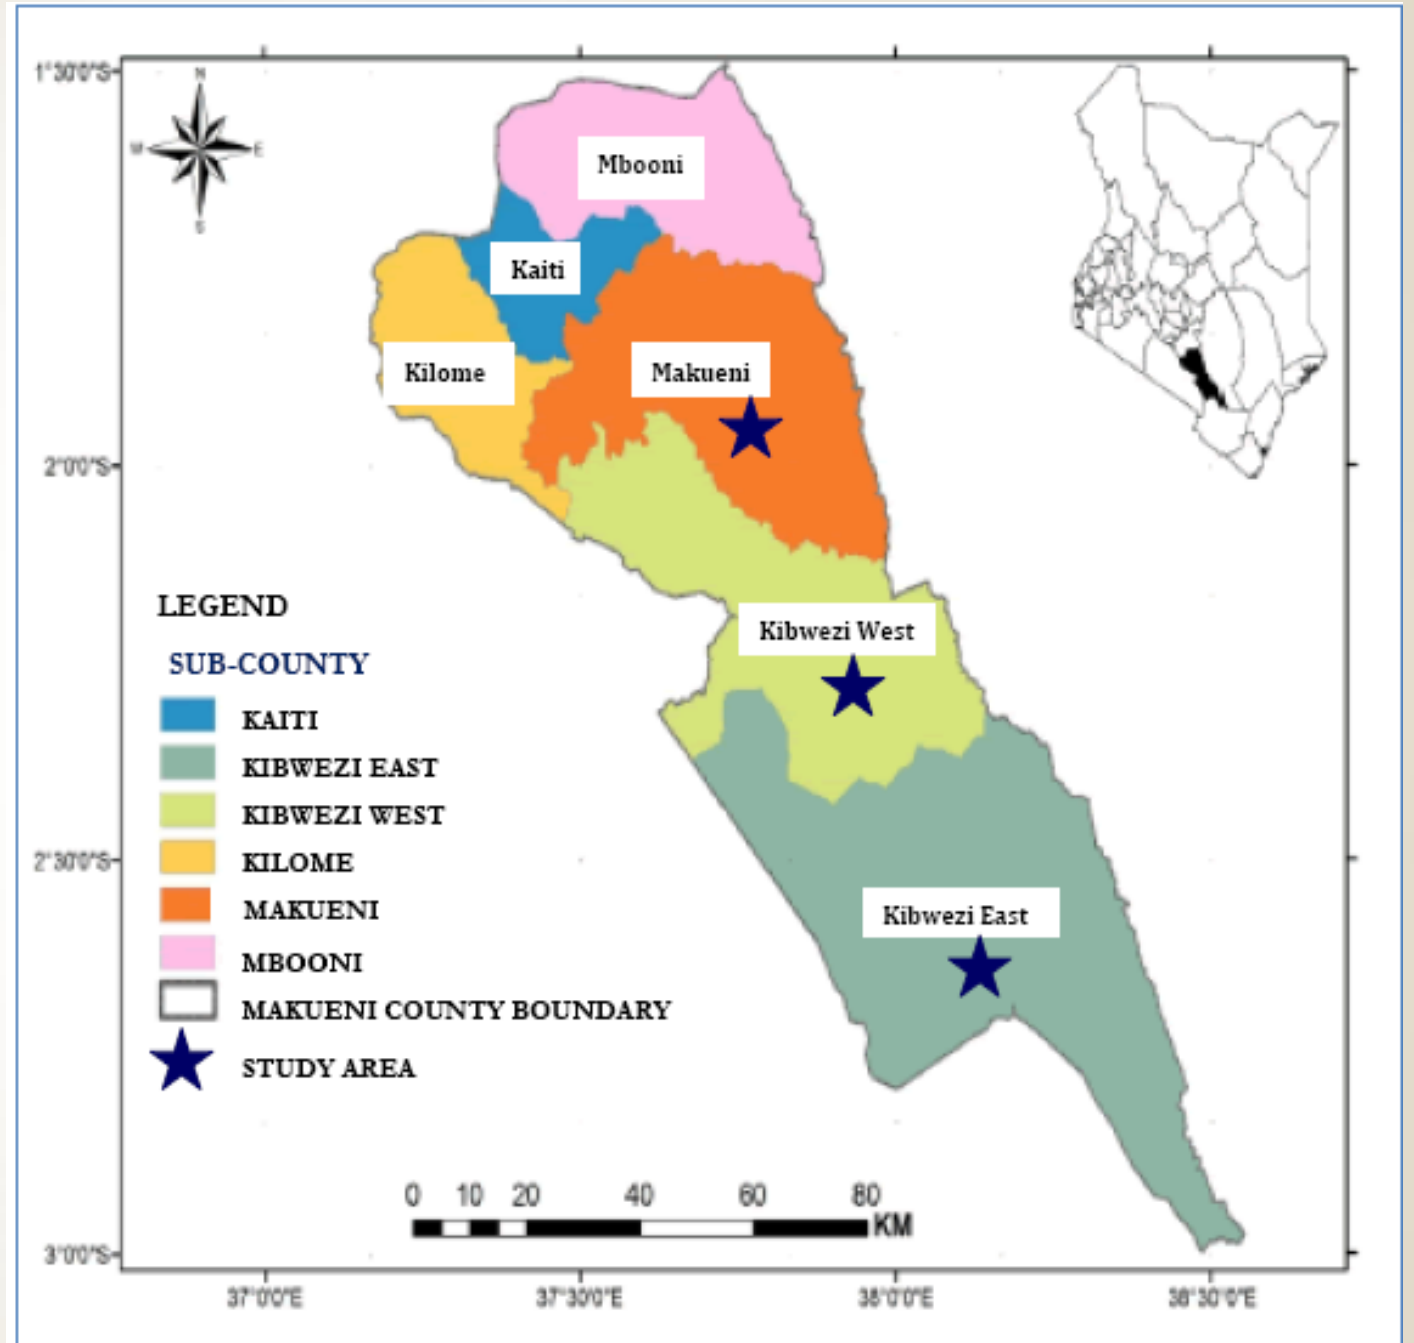 1°30'0"S
N
W
E
S
Mbooni
Kaiti
Kilome
Makueni
2°0'0"S
Kibwezi West
LEGEND
SUB-COUNTY
KAITI
KIBWEZI EAST
KIBWEZI WEST
KILOME
MAKUENI
MBOONI
MAKUENI COUNTY BOUNDARY
STUDY AREA
2°30'0"S
Kibwezi East
0 10 20 40 60 80
KM
3°0'0"S
37°0'0"E 37°30'0"E 38°0'0"E 38°30'0"E